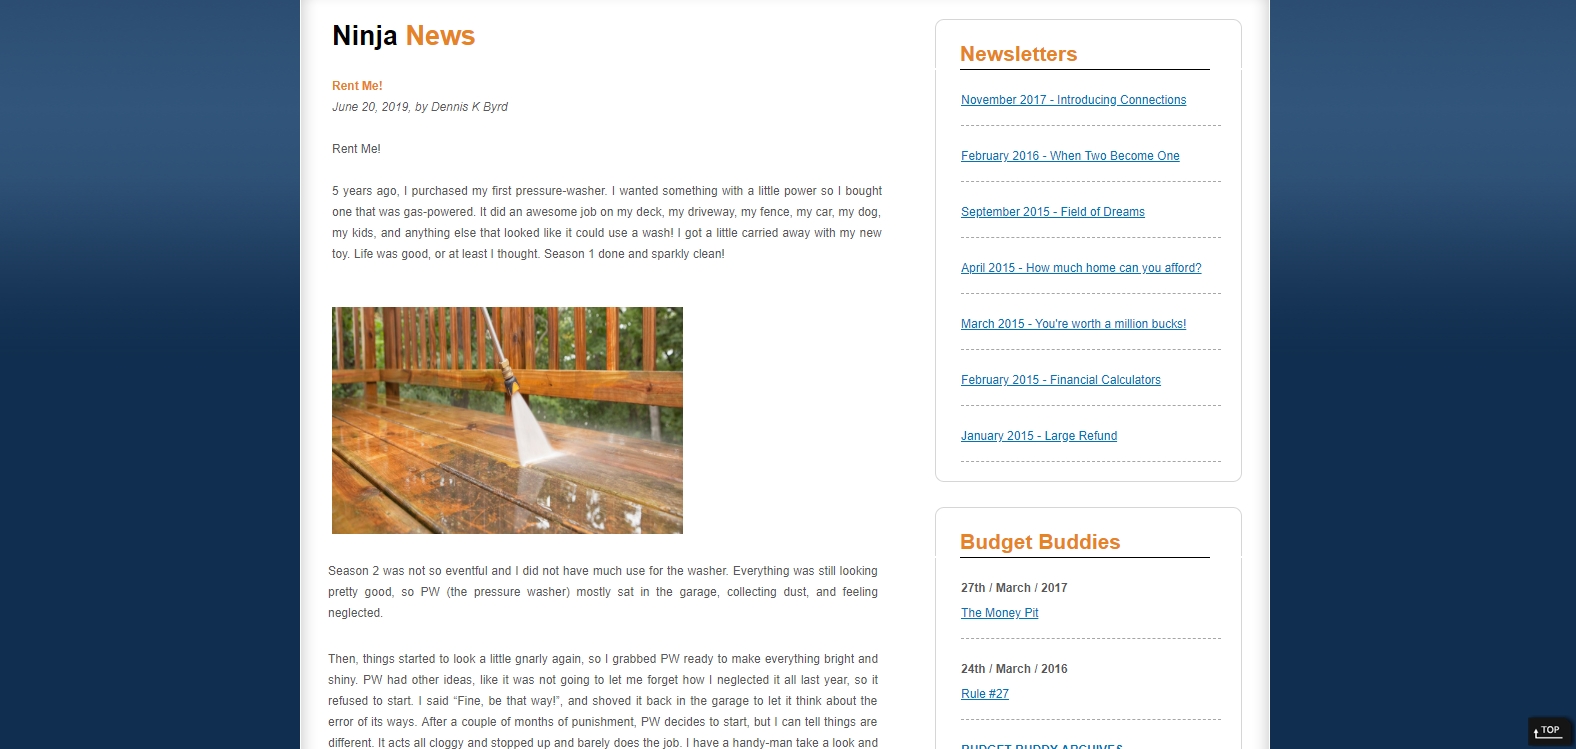 Ninja News
Rent Me!
June 20, 2019, by Dennis K Byrd
Rent Me!
5 years ago, I purchased my first pressure-washer. I wanted something with a little power so I bought
one that was gas-powered. It did an awesome job on my deck, my driveway, my fence, my car, my dog,
my kids, and anything else that looked like it could use a wash! I got a little carried away with my new
toy. Life was good, or at least I thought. Season 1 done and sparkly clean!
Season 2 was not so eventful and I did not have much use for the washer. Everything was still looking
pretty good, so PW (the pressure washer) mostly sat in the garage, collecting dust, and feeling
neglected.
Then, things started to look a little gnarly again, so I grabbed PW ready to make everything bright and
shiny. PW had other ideas, like it was not going to let me forget how I neglected it all last year, so it
refused to start. I said “Fine, be that way!”, and shoved it back in the garage to let it think about the
error of its ways. After a couple of months of punishment, PW decides to start, but I can tell things are
different. It acts all cloggy and stopped up and barely does the job. I have a handy-man take a look and
Newsletters
November 2017 - Introducing Connections
February 2016 - When Two Become One
September 2015 - Field of Dreams
April 2015 - How much home can you afford?
March 2015 - You're worth a million bucks!
February 2015 - Financial Calculators
January 2015 - Large Refund
Budget Buddies
27th / March / 2017
The Money Pit
24th / March / 2016
Rule #27
BUDGET BUDDY ARCHIVES
TOP